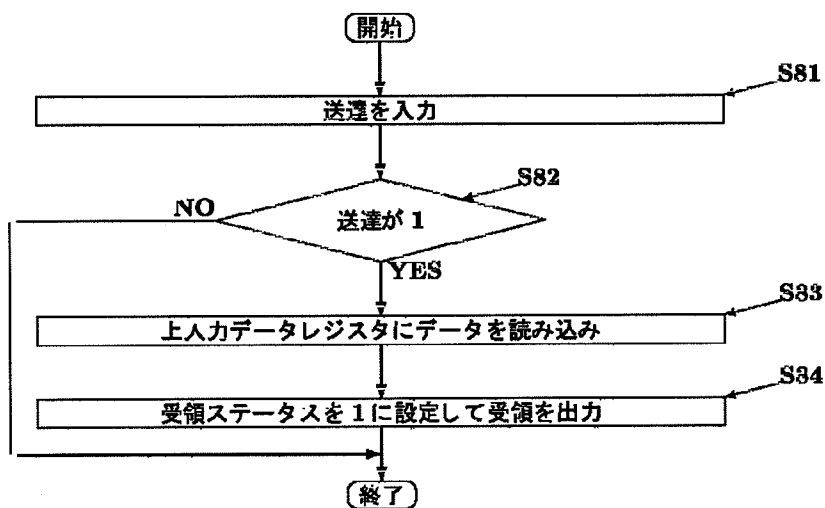 開始
S81
送達を入力
S82
NO
送達が 1
YES
S33
上人力データレジスタにデータを読み込み
S34
受領ステータスを 1 に設定して受領を出力
終了